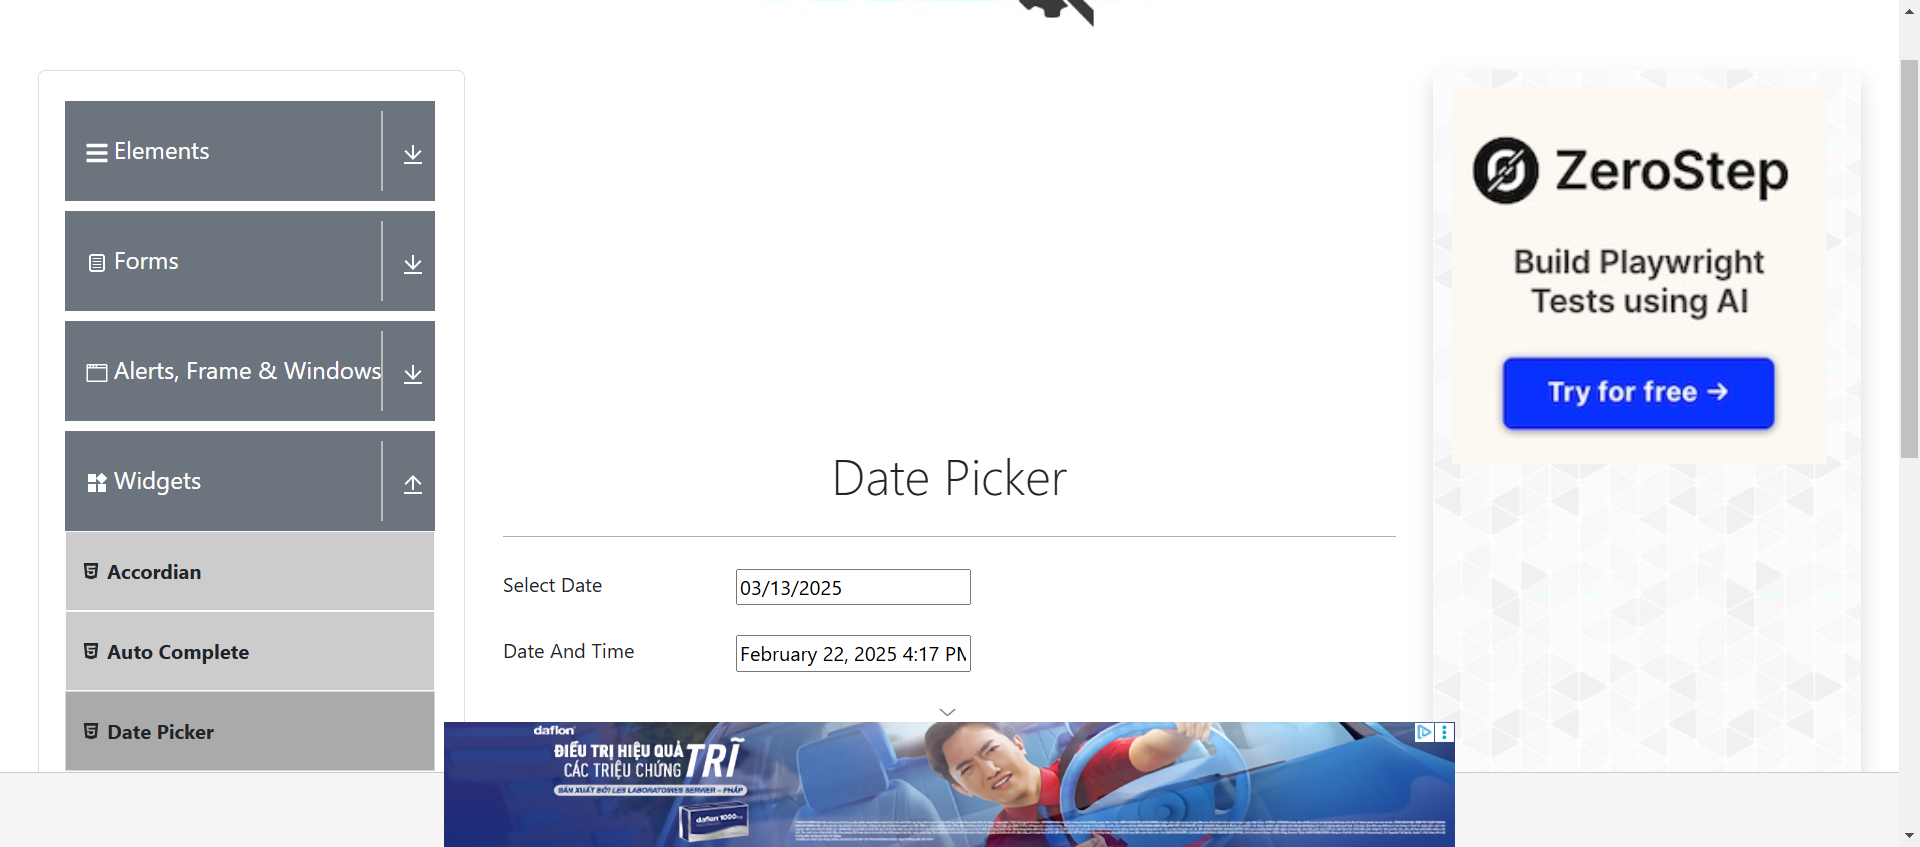 Elements
Forms
Alerts, Frame & Windows
Widgets
Accordian
Auto Complete
Date Picker
Date Picker
Select Date
03/13/2025
Date And Time
February 22, 2025 4:17 PM
ZeroStep
Build Playwright
Tests using AI
Try for free →
daflon
ĐIỀU TRỊ HIỆU QUẢ
CÁC TRIỆU CHỨNG TRĨ
SẢN XUẤT BỞI LES LABORATOIRES SERVIER – PHÁP
daflon 1000mg